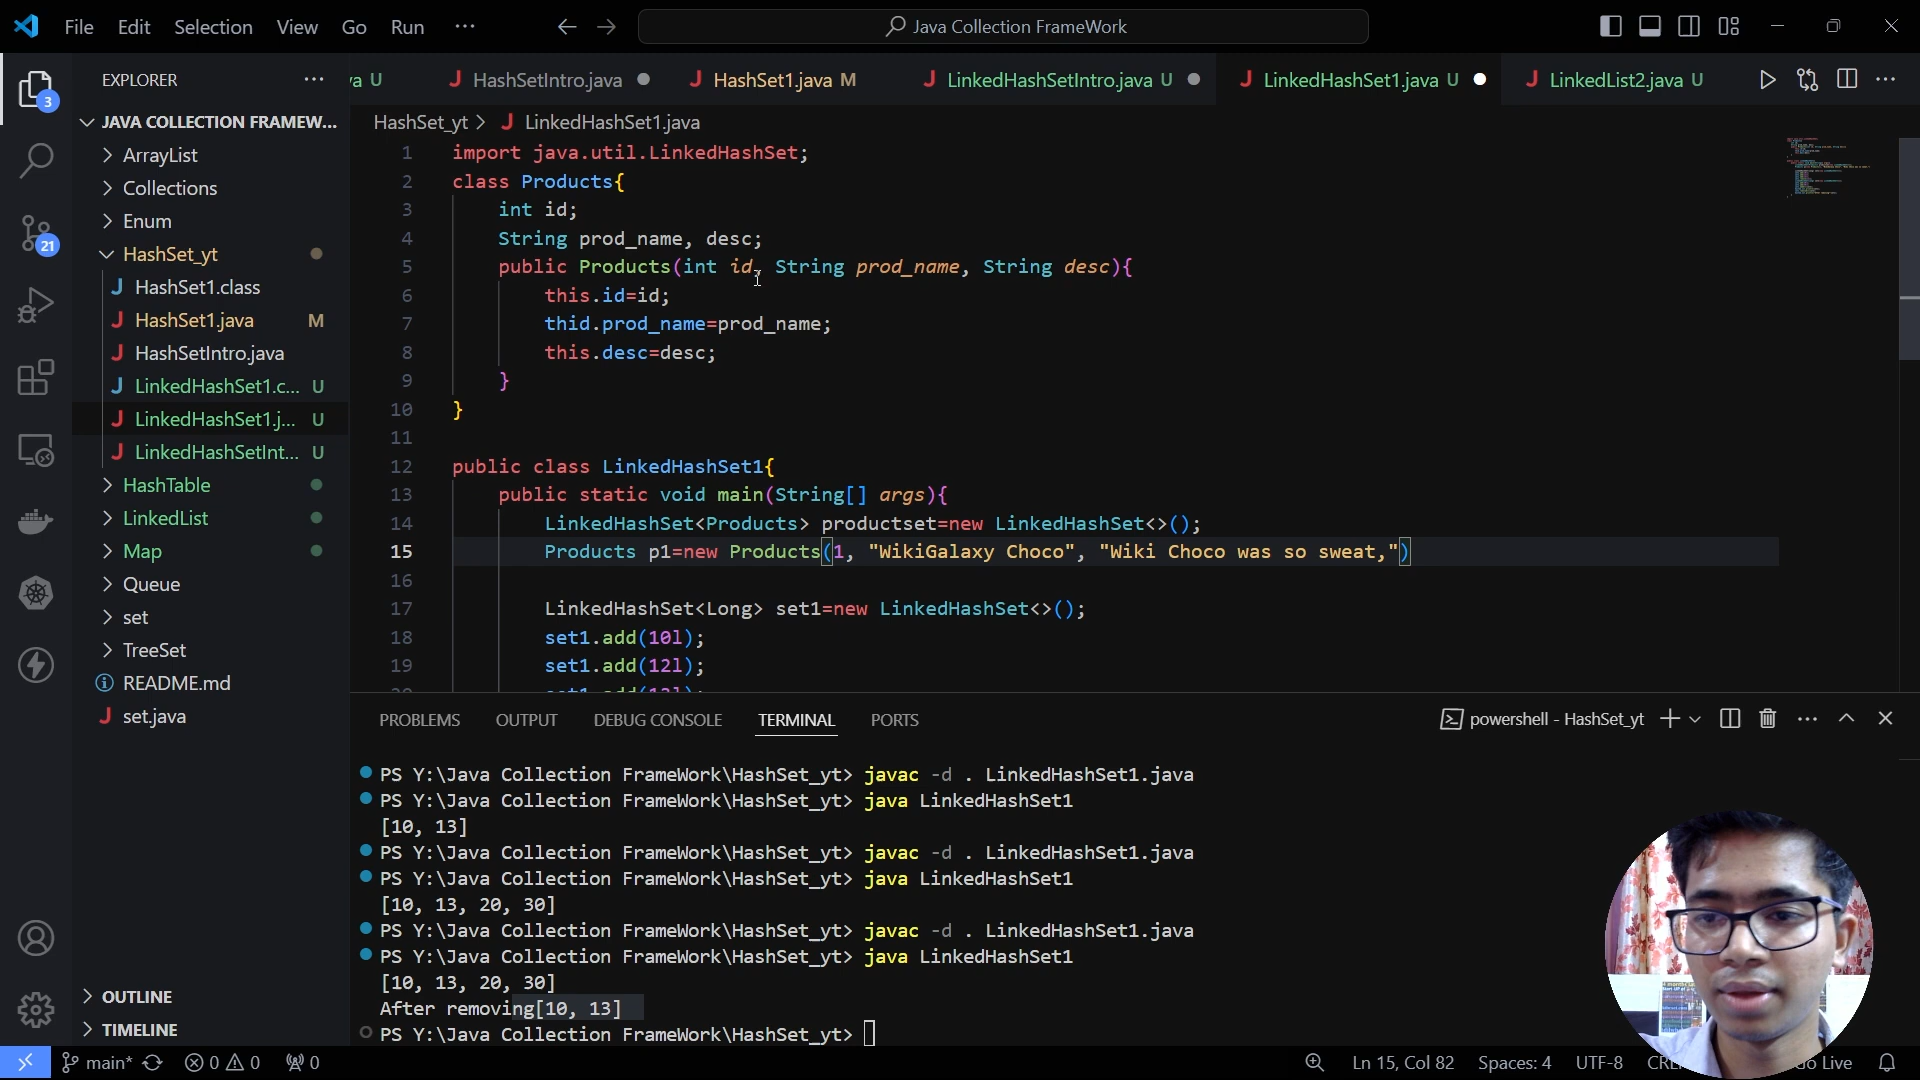 File Edit Selection View Go Run ··· Java Collection FrameWork
EXPLORER ···
va U HashSetIntro.java HashSet1.java M LinkedHashSetIntro.java U LinkedHashSet1.java U LinkedList2.java U ···
JAVA COLLECTION FRAMEW...
ArrayList
Collections
Enum
HashSet_yt
HashSet1.class
HashSet1.java M
HashSetIntro.java
LinkedHashSet1.c... U
LinkedHashSet1.j... U
LinkedHashSetInt... U
HashTable
LinkedList
Map
Queue
set
TreeSet
README.md
set.java
OUTLINE
TIMELINE
3
21
HashSet_yt > LinkedHashSet1.java
1 import java.util.LinkedHashSet;
2 class Products{
3 int id;
4 String prod_name, desc;
5 public Products(int id, String prod_name, String desc){
6 this.id=id;
7 thid.prod_name=prod_name;
8 this.desc=desc;
9 }
10 }
11
12 public class LinkedHashSet1{
13 public static void main(String[] args){
14 LinkedHashSet<Products> productset=new LinkedHashSet<>();
15 Products p1=new Products(1, "WikiGalaxy Choco", "Wiki Choco was so sweat,")
16
17 LinkedHashSet<Long> set1=new LinkedHashSet<>();
18 set1.add(10l);
19 set1.add(12l);
PROBLEMS OUTPUT DEBUG CONSOLE TERMINAL PORTS powershell - HashSet_yt ···
PS Y:\Java Collection FrameWork\HashSet_yt> javac -d . LinkedHashSet1.java
PS Y:\Java Collection FrameWork\HashSet_yt> java LinkedHashSet1
[10, 13]
PS Y:\Java Collection FrameWork\HashSet_yt> javac -d . LinkedHashSet1.java
PS Y:\Java Collection FrameWork\HashSet_yt> java LinkedHashSet1
[10, 13, 20, 30]
PS Y:\Java Collection FrameWork\HashSet_yt> javac -d . LinkedHashSet1.java
PS Y:\Java Collection FrameWork\HashSet_yt> java LinkedHashSet1
[10, 13, 20, 30]
After removing[10, 13]
PS Y:\Java Collection FrameWork\HashSet_yt>
main* 0 0 0 Ln 15, Col 82 Spaces: 4 UTF-8 Go Live